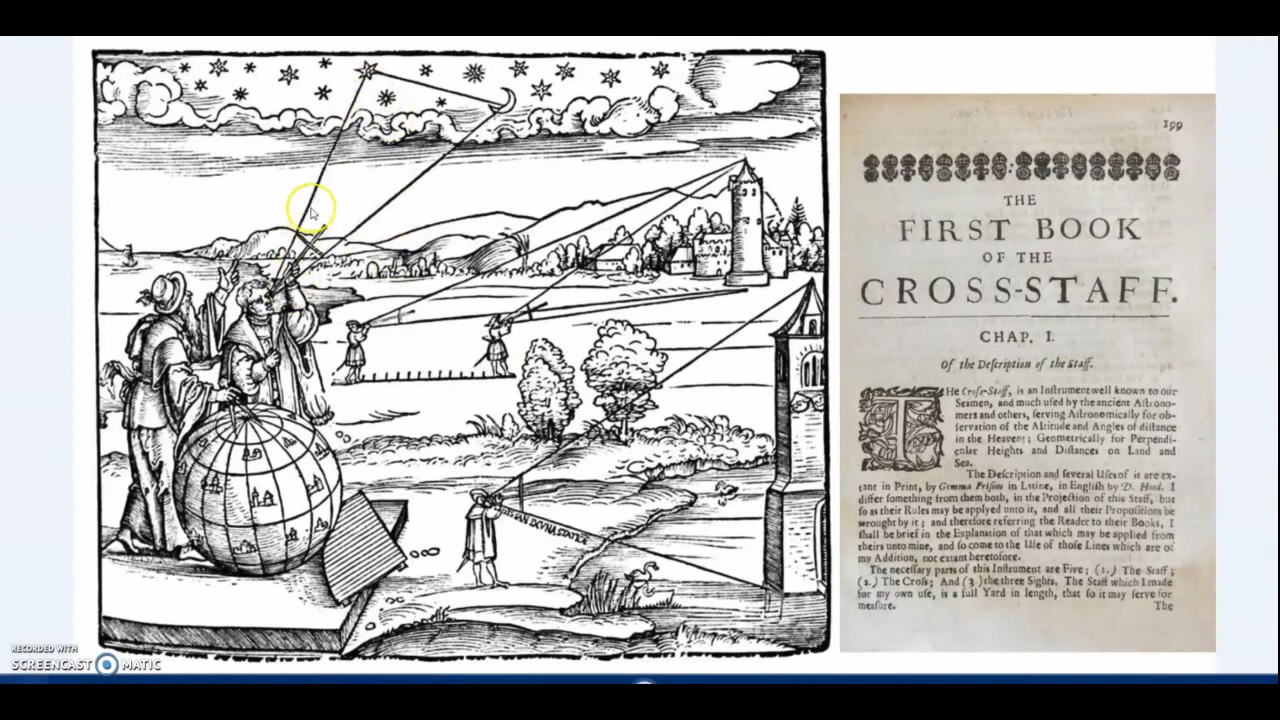 199
THE
FIRST BOOK
OF THE
CROSS-STAFF.
CHAP. I.
Of the Deſcription of the Staff.
THe Croſs-Staff, is an Inſtrument well known to our
Seamen, and much uſed by the ancient Aſtrono-
mers and others, ſerving Aſtronomically for ob-
ſervation of the Altitude and Angles of diſtance
in the Heavens; Geometrically for Perpendi-
cular Heights and Diſtances on Land and
Sea.
The Deſcription and ſeveral Uſes of it are ex-
tant in Print, by Gemma Friſius in Latine, in Engliſh by D. Hood. I
differ ſomething from them both, in the Projection of this Staff, but
ſo as their Rules may be applyed unto it, and all their Propoſitions be
wrought by it; and therefore referring the Reader to their Books, I
ſhall be brief in the Explanation of that which may be applyed from
theirs unto mine, and ſo come to the Uſe of thoſe Lines which are of
my Addition, not extant heretofore.
The neceſſary parts of this Inſtrument are Five; (1.) The Staff;
(2.) The Croſs; And (3) the three Sights. The Staff which I made
for my own uſe, is a full Yard in length, that ſo it may ſerve for
meaſure. The
RECORDED WITH
SCREENCAST MATIC